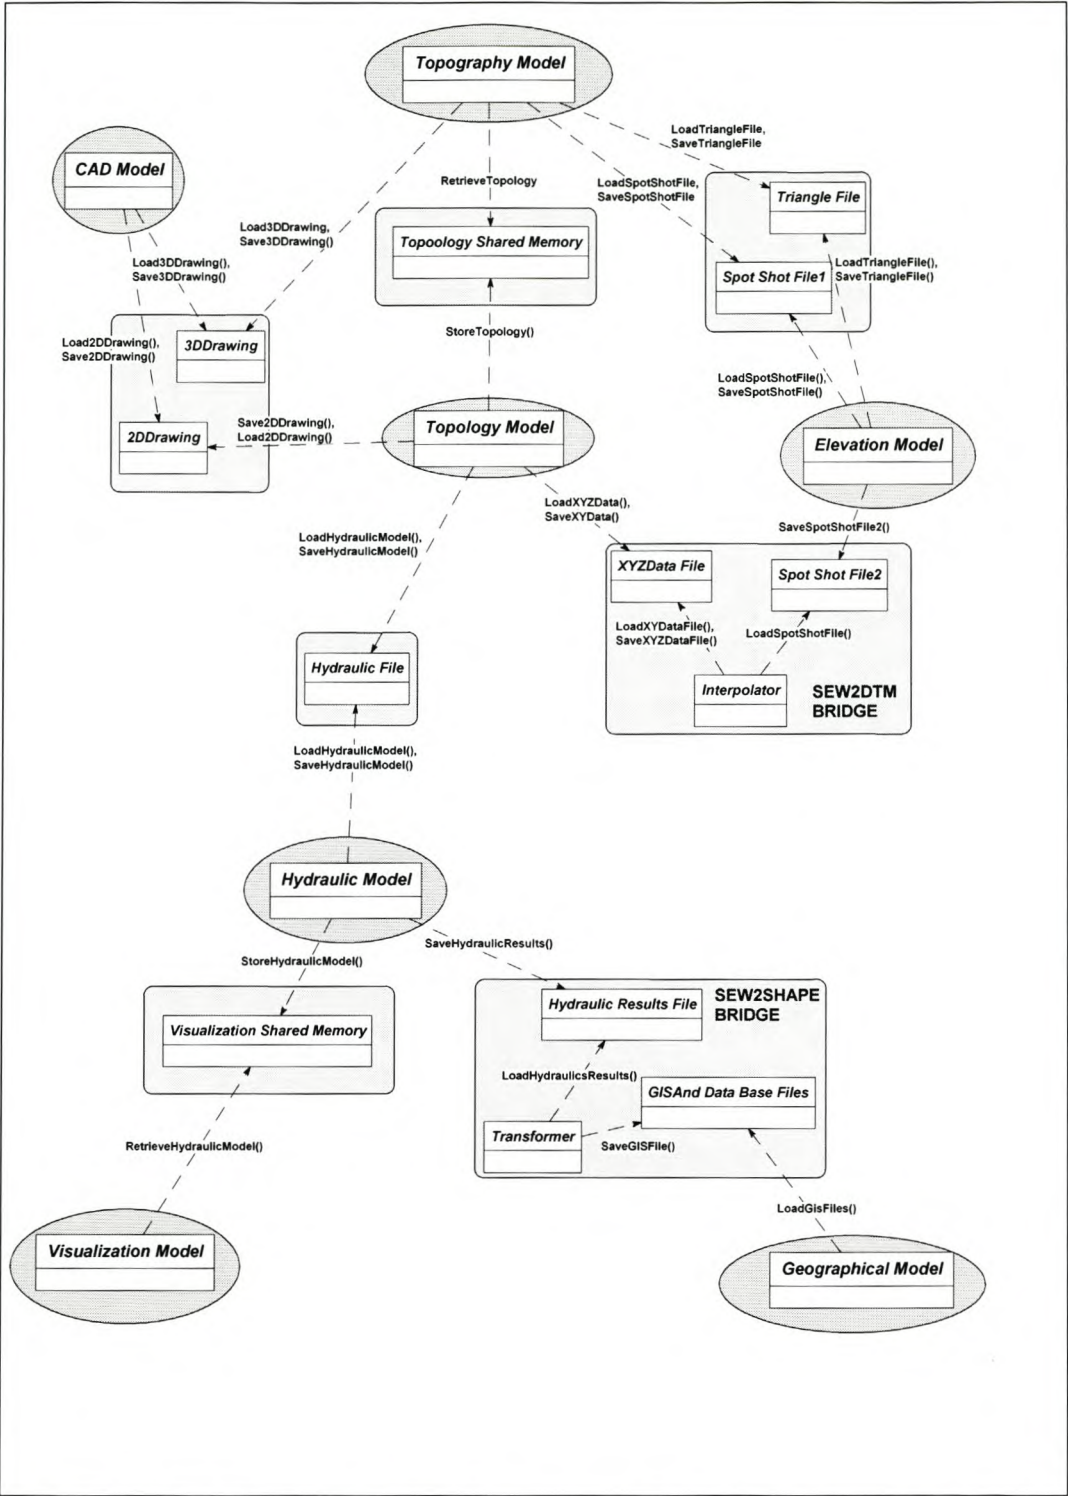 Topography Model
LoadTriangleFile,
SaveTriangleFile
CAD Model
RetrieveTopology
LoadSpotShotFile,
SaveSpotShotFile
Triangle File
Load3DDrawing,
Save3DDrawing()
Topoology Shared Memory
Load3DDrawing(),
Save3DDrawing()
LoadTriangleFile(),
SaveTriangleFile()
Spot Shot File1
StoreTopology()
Load2DDrawing(),
Save2DDrawing()
3DDrawing
LoadSpotShotFile(),
SaveSpotShotFile()
Save2DDrawing(),
Load2DDrawing()
2DDrawing
Topology Model
Elevation Model
LoadXYZData(),
SaveXYData()
SaveSpotShotFile2()
LoadHydraulicModel(),
SaveHydraulicModel()
XYZData File
Spot Shot File2
LoadXYDataFile(),
SaveXYZDataFile()
LoadSpotShotFile()
Hydraulic File
Interpolator
SEW2DTM
BRIDGE
LoadHydraulicModel(),
SaveHydraulicModel()
Hydraulic Model
SaveHydraulicResults()
StoreHydraulicModel()
Hydraulic Results File
SEW2SHAPE
BRIDGE
Visualization Shared Memory
LoadHydraulicsResults()
GISAnd Data Base Files
Transformer
SaveGISFile()
RetrieveHydraulicModel()
LoadGisFiles()
Visualization Model
Geographical Model